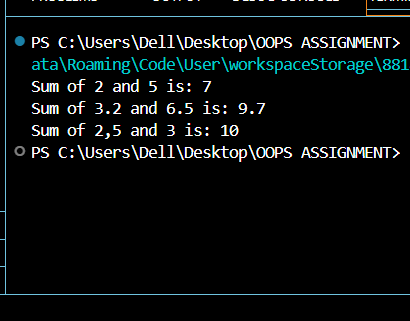 PS C:\Users\Dell\Desktop\OOPS ASSIGNMENT>
ata\Roaming\Code\User\workspaceStorage\881
Sum of 2 and 5 is: 7
Sum of 3.2 and 6.5 is: 9.7
Sum of 2,5 and 3 is: 10
PS C:\Users\Dell\Desktop\OOPS ASSIGNMENT>